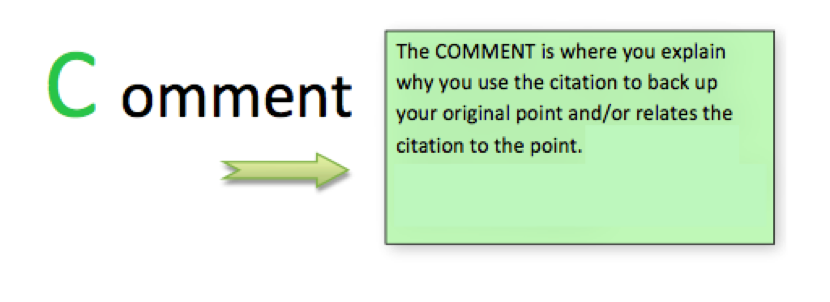 C omment
The COMMENT is where you explain
why you use the citation to back up
your original point and/or relates the
citation to the point.